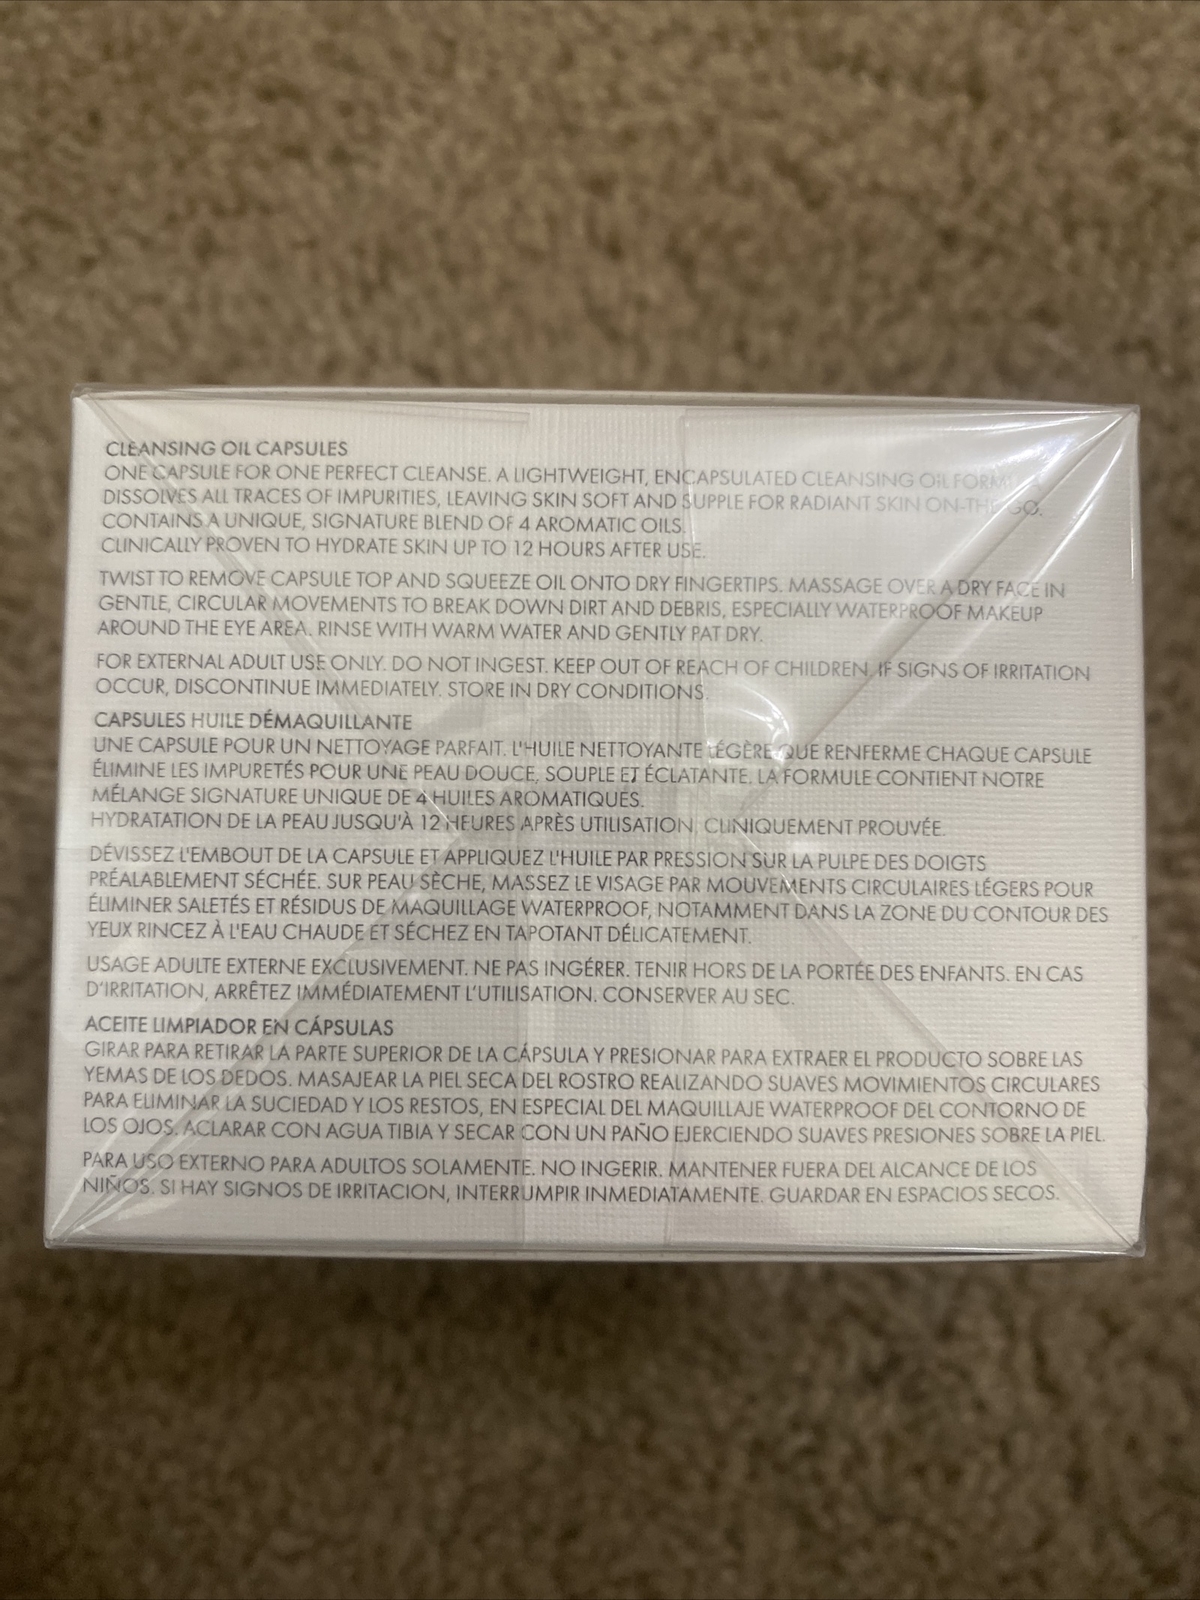 CLEANSING OIL CAPSULES
ONE CAPSULE FOR ONE PERFECT CLEANSE. A LIGHTWEIGHT, ENCAPSULATED CLEANSING OIL FORMULA
DISSOLVES ALL TRACES OF IMPURITIES, LEAVING SKIN SOFT AND SUPPLE FOR RADIANT SKIN ON-THE-GO.
CONTAINS A UNIQUE, SIGNATURE BLEND OF 4 AROMATIC OILS.
CLINICALLY PROVEN TO HYDRATE SKIN UP TO 12 HOURS AFTER USE.
TWIST TO REMOVE CAPSULE TOP AND SQUEEZE OIL ONTO DRY FINGERTIPS. MASSAGE OVER A DRY FACE IN
GENTLE, CIRCULAR MOVEMENTS TO BREAK DOWN DIRT AND DEBRIS, ESPECIALLY WATERPROOF MAKEUP
AROUND THE EYE AREA. RINSE WITH WARM WATER AND GENTLY PAT DRY.
FOR EXTERNAL ADULT USE ONLY. DO NOT INGEST. KEEP OUT OF REACH OF CHILDREN. IF SIGNS OF IRRITATION
OCCUR, DISCONTINUE IMMEDIATELY. STORE IN DRY CONDITIONS.
CAPSULES HUILE DÉMAQUILLANTE
UNE CAPSULE POUR UN NETTOYAGE PARFAIT. L'HUILE NETTOYANTE LÉGÈRE QUE RENFERME CHAQUE CAPSULE
ÉLIMINE LES IMPURETÉS POUR UNE PEAU DOUCE, SOUPLE ET ÉCLATANTE. LA FORMULE CONTIENT NOTRE
MÉLANGE SIGNATURE UNIQUE DE 4 HUILES AROMATIQUES.
HYDRATATION DE LA PEAU JUSQU'À 12 HEURES APRÈS UTILISATION, CLINIQUEMENT PROUVÉE.
DÉVISSEZ L'EMBOUT DE LA CAPSULE ET APPLIQUEZ L'HUILE PAR PRESSION SUR LA PULPE DES DOIGTS
PRÉALABLEMENT SÉCHÉE. SUR PEAU SÈCHE, MASSEZ LE VISAGE PAR MOUVEMENTS CIRCULAIRES LÉGERS POUR
ÉLIMINER SALETÉS ET RÉSIDUS DE MAQUILLAGE WATERPROOF, NOTAMMENT DANS LA ZONE DU CONTOUR DES
YEUX RINCEZ À L'EAU CHAUDE ET SÉCHEZ EN TAPOTANT DÉLICATEMENT.
USAGE ADULTE EXTERNE EXCLUSIVEMENT. NE PAS INGÉRER. TENIR HORS DE LA PORTÉE DES ENFANTS. EN CAS
D'IRRITATION, ARRÊTEZ IMMÉDIATEMENT L'UTILISATION. CONSERVER AU SEC.
ACEITE LIMPIADOR EN CÁPSULAS
GIRAR PARA RETIRAR LA PARTE SUPERIOR DE LA CÁPSULA Y PRESIONAR PARA EXTRAER EL PRODUCTO SOBRE LAS
YEMAS DE LOS DEDOS. MASAJEAR LA PIEL SECA DEL ROSTRO REALIZANDO SUAVES MOVIMIENTOS CIRCULARES
PARA ELIMINAR LA SUCIEDAD Y LOS RESTOS, EN ESPECIAL DEL MAQUILLAJE WATERPROOF DEL CONTORNO DE
LOS OJOS. ACLARAR CON AGUA TIBIA Y SECAR CON UN PAÑO EJERCIENDO SUAVES PRESIONES SOBRE LA PIEL.
PARA USO EXTERNO PARA ADULTOS SOLAMENTE. NO INGERIR. MANTENER FUERA DEL ALCANCE DE LOS
NIÑOS. SI HAY SIGNOS DE IRRITACION, INTERRUMPIR INMEDIATAMENTE. GUARDAR EN ESPACIOS SECOS.